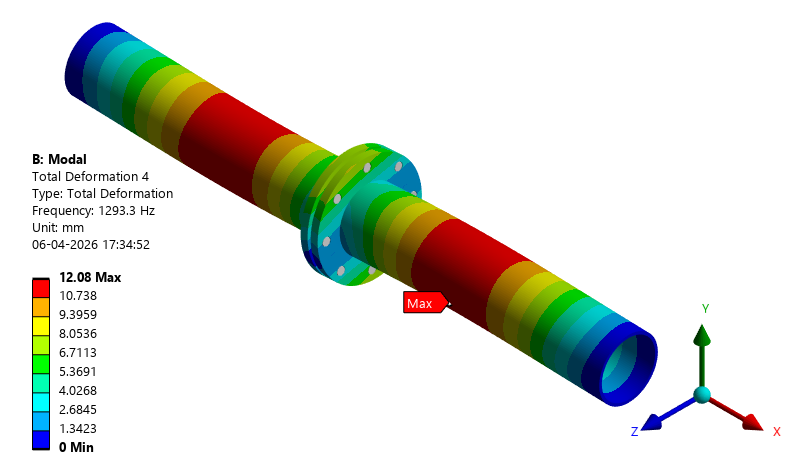 B: Modal
Total Deformation 4
Type: Total Deformation
Frequency: 1293.3 Hz
Unit: mm
06-04-2026 17:34:52
12.08 Max
10.738
9.3959
8.0536
6.7113
5.3691
4.0268
2.6845
1.3423
0 Min
Max
Y
Z
X